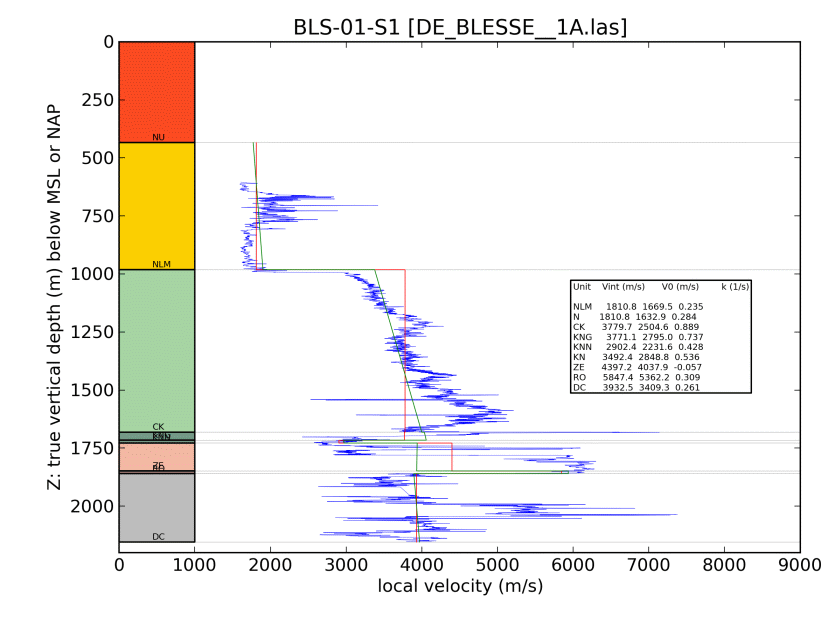 BLS-01-S1 [DE_BLESSE__1A.las]
Z: true vertical depth (m) below MSL or NAP
0
250
500
750
1000
1250
1500
1750
2000
NU
NLM
CK
ZE
DC
Unit Vint (m/s) V0 (m/s) k (1/s)
NLM 1810.8 1669.5 0.235
N 1810.8 1632.9 0.284
CK 3779.7 2504.6 0.889
KNG 3771.1 2795.0 0.737
KNN 2902.4 2231.6 0.428
KN 3492.4 2848.8 0.536
ZE 4397.2 4037.9 -0.057
RO 5847.4 5362.2 0.309
DC 3932.5 3409.3 0.261
0 1000 2000 3000 4000 5000 6000 7000 8000 9000
local velocity (m/s)